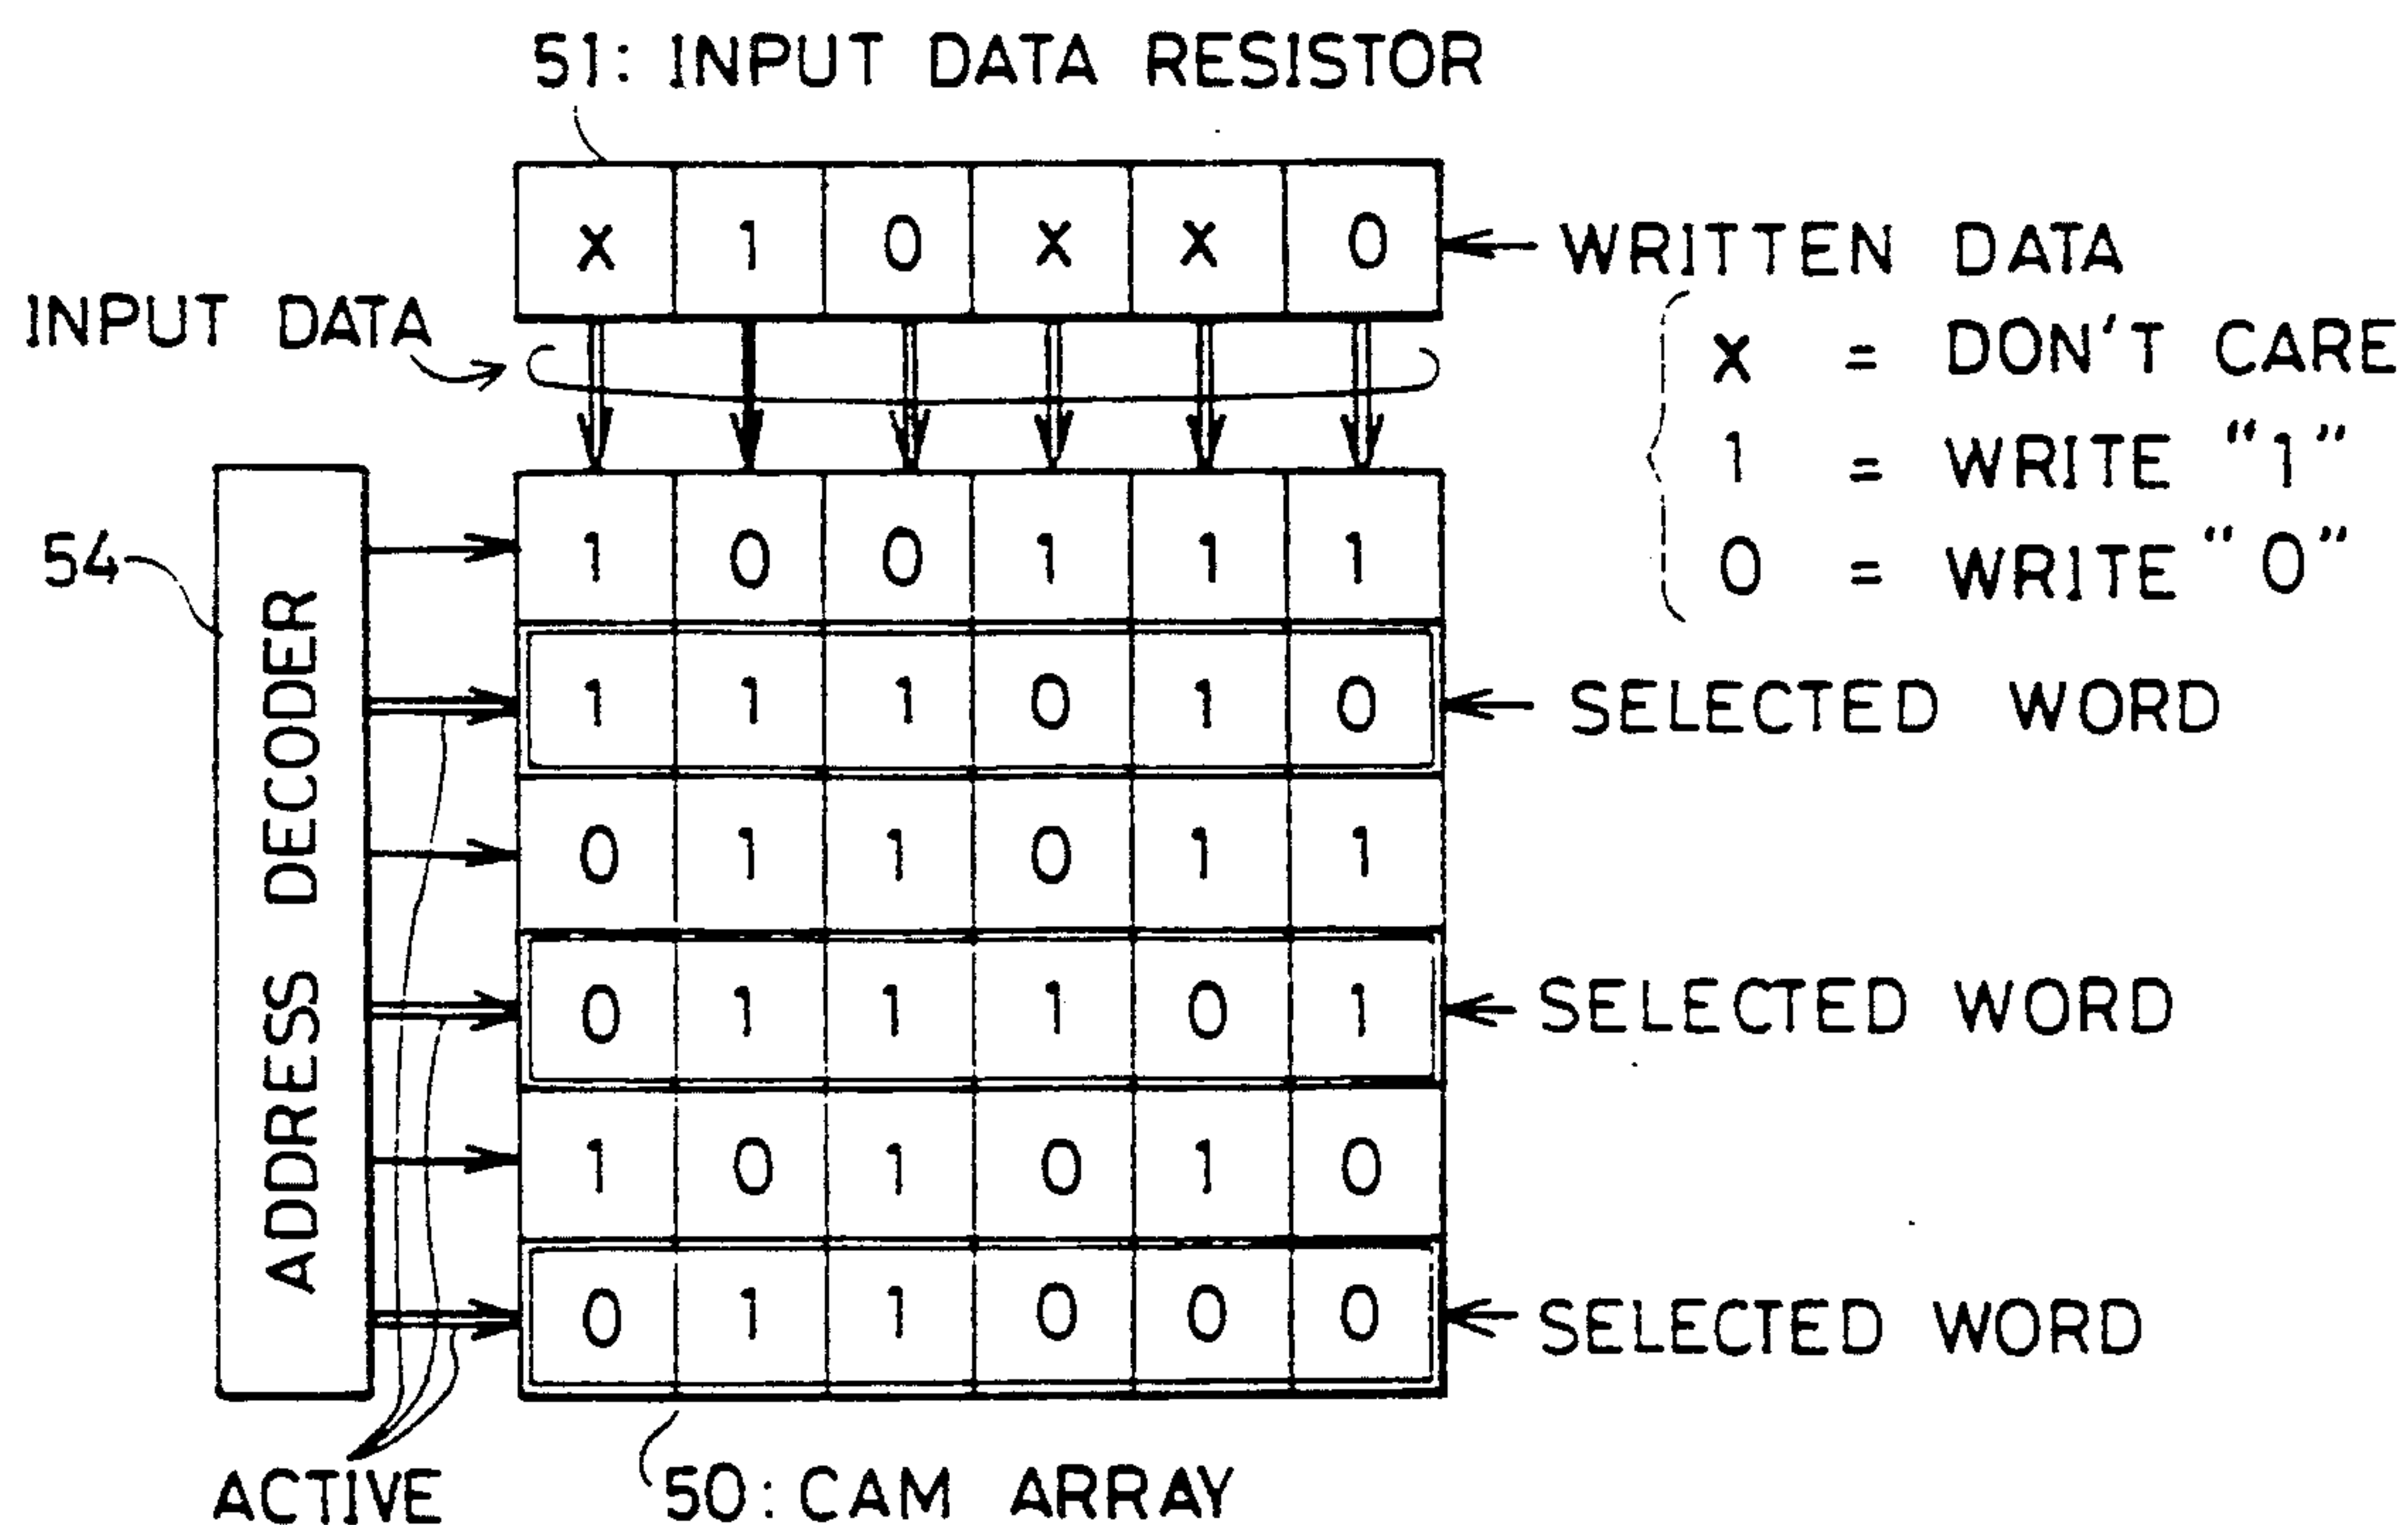 51: INPUT DATA RESISTOR
x 1 0 x x 0
WRITTEN DATA
INPUT DATA
x = DON'T CARE
1 = WRITE "1"
0 = WRITE "0"
54
ADDRESS DECODER
1 0 0 1 1 1
1 1 1 0 1 0
SELECTED WORD
0 1 1 0 1 1
0 1 1 1 0 1
SELECTED WORD
1 0 1 0 1 0
0 1 1 0 0 0
SELECTED WORD
ACTIVE
50: CAM ARRAY